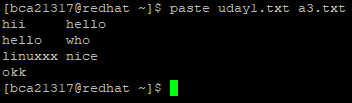 [bca21317@redhat ~]$ paste uday1.txt a3.txt
hii     hello
hello   who
linuxxx nice
okk
[bca21317@redhat ~]$